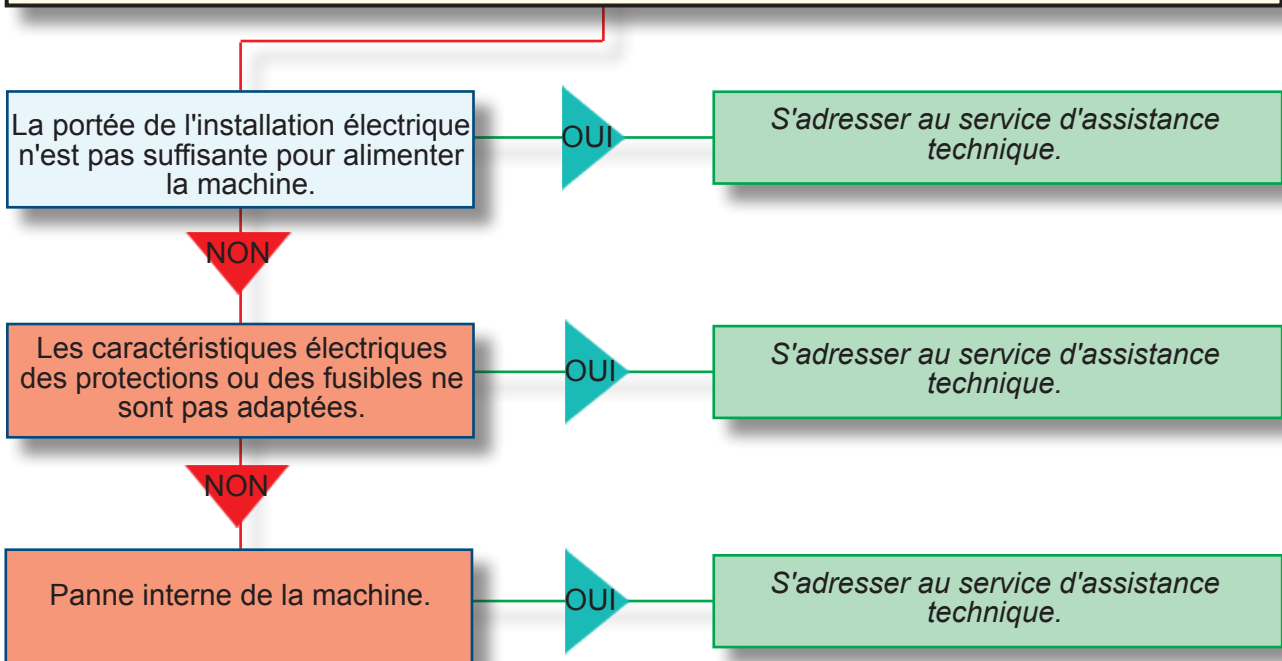 La portée de l'installation électrique
n'est pas suffisante pour alimenter
la machine.
OUI
S'adresser au service d'assistance
technique.
NON
Les caractéristiques électriques
des protections ou des fusibles ne
sont pas adaptées.
OUI
S'adresser au service d'assistance
technique.
NON
Panne interne de la machine.
OUI
S'adresser au service d'assistance
technique.